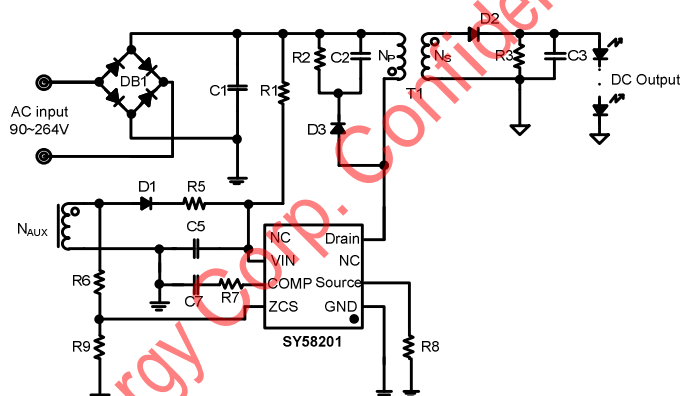 D2
R2
C2
NP
NS
R3
C3
DB1
C1
R1
AC input
90~264V
T1
DC Output
D3
D1
R5
NAUX
C5
NC
Drain
VIN
NC
R6
COMP
Source
C7
R7
ZCS
GND
R9
SY58201
R8
rgy Corp. Confiden